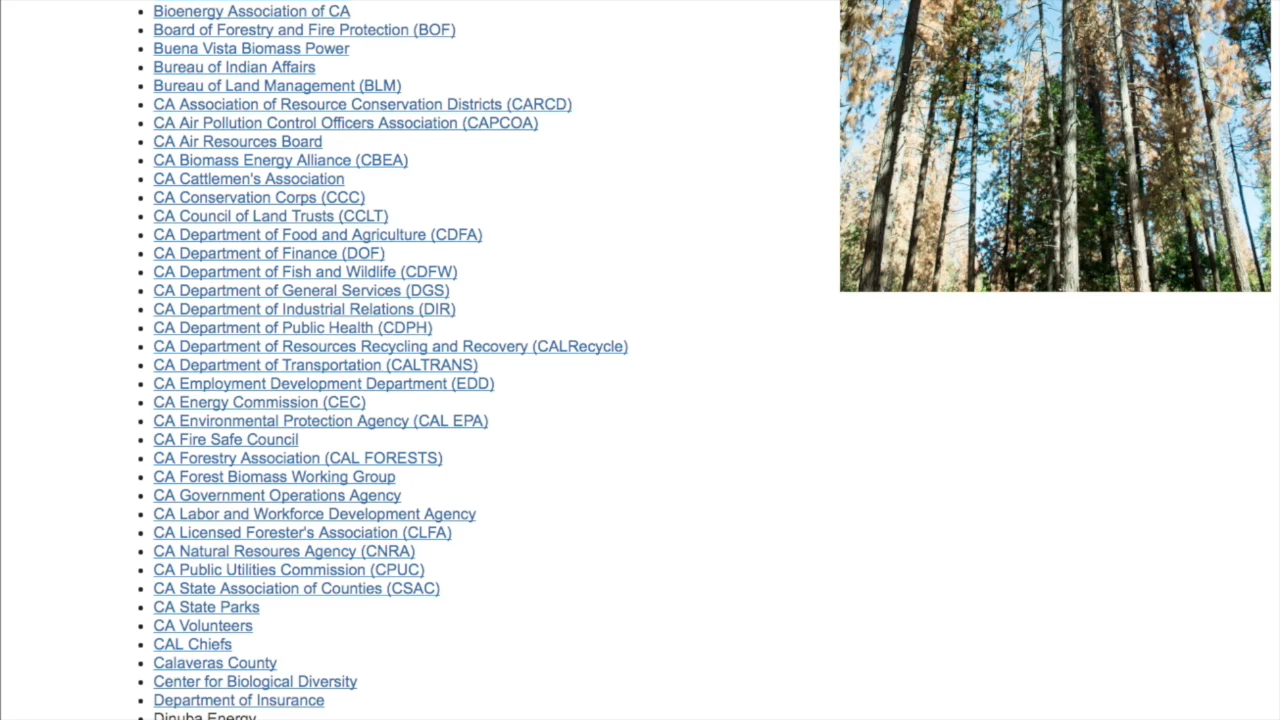 Bioenergy Association of CA
Board of Forestry and Fire Protection (BOF)
Buena Vista Biomass Power
Bureau of Indian Affairs
Bureau of Land Management (BLM)
CA Association of Resource Conservation Districts (CARCD)
CA Air Pollution Control Officers Association (CAPCOA)
CA Air Resources Board
CA Biomass Energy Alliance (CBEA)
CA Cattlemen's Association
CA Conservation Corps (CCC)
CA Council of Land Trusts (CCLT)
CA Department of Food and Agriculture (CDFA)
CA Department of Finance (DOF)
CA Department of Fish and Wildlife (CDFW)
CA Department of General Services (DGS)
CA Department of Industrial Relations (DIR)
CA Department of Public Health (CDPH)
CA Department of Resources Recycling and Recovery (CALRecycle)
CA Department of Transportation (CALTRANS)
CA Employment Development Department (EDD)
CA Energy Commission (CEC)
CA Environmental Protection Agency (CAL EPA)
CA Fire Safe Council
CA Forestry Association (CAL FORESTS)
CA Forest Biomass Working Group
CA Government Operations Agency
CA Labor and Workforce Development Agency
CA Licensed Forester's Association (CLFA)
CA Natural Resoures Agency (CNRA)
CA Public Utilities Commission (CPUC)
CA State Association of Counties (CSAC)
CA State Parks
CA Volunteers
CAL Chiefs
Calaveras County
Center for Biological Diversity
Department of Insurance
Dinuba Energy